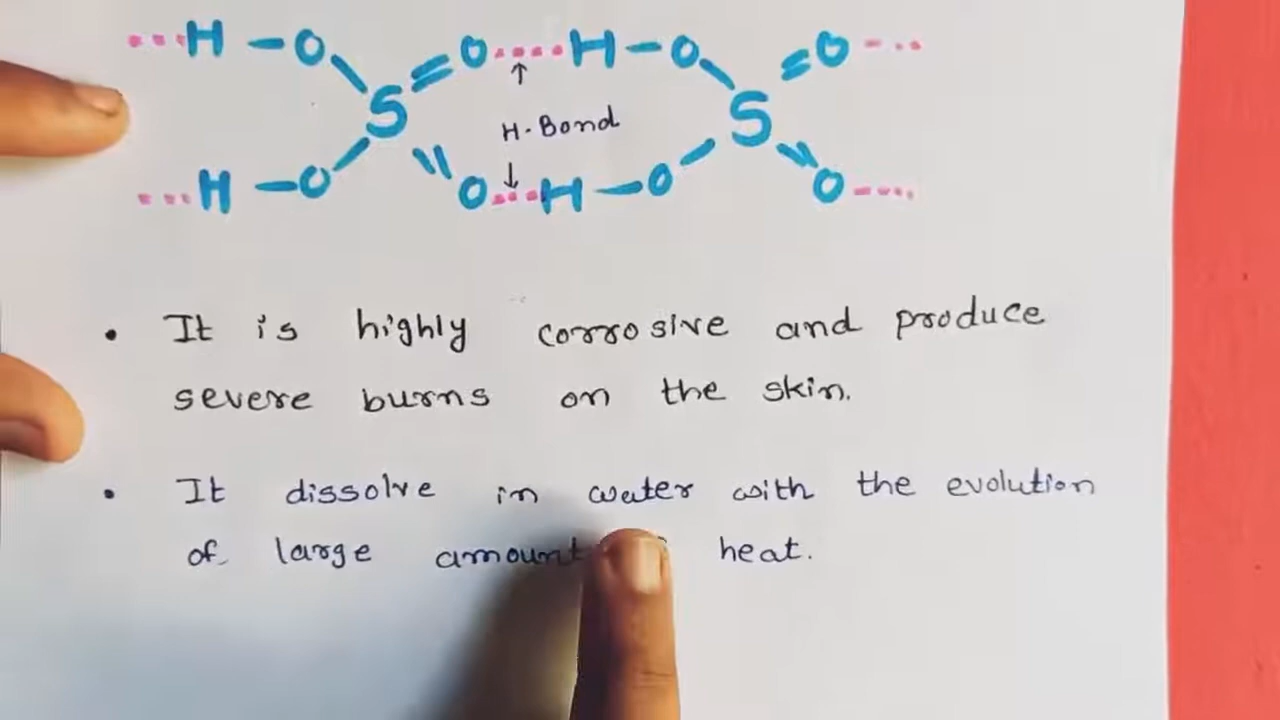 H - O O H - O O
S S
H-Bond
H - O O H - O O
• It is highly corrosive and produce
severe burns on the skin.
• It dissolve in water with the evolution
of large amount heat.